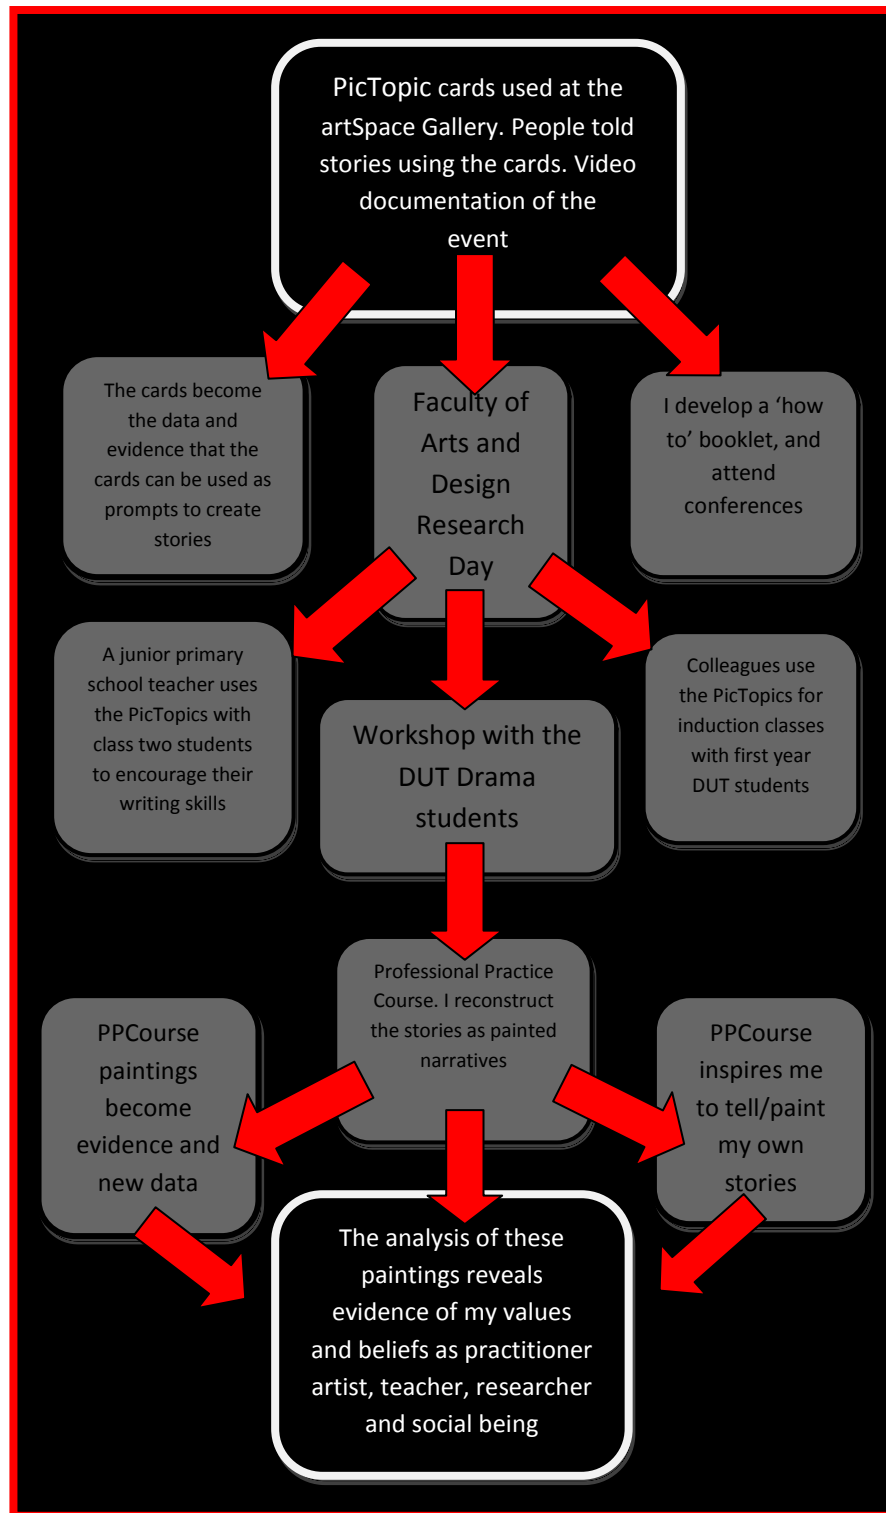 PicTopic cards used at the
artSpace Gallery. People told
stories using the cards. Video
documentation of the
event
The cards become
the data and
evidence that the
cards can be used as
prompts to create
stories
Faculty of
Arts and
Design
Research
Day
I develop a ‘how
to’ booklet, and
attend
conferences
A junior primary
school teacher uses
the PicTopics with
class two students
to encourage their
writing skills
Workshop with the
DUT Drama
students
Colleagues use
the PicTopics for
induction classes
with first year
DUT students
Professional Practice
Course. I reconstruct
the stories as painted
narratives
PPCourse
paintings
become
evidence and
new data
PPCourse
inspires me
to tell/paint
my own
stories
The analysis of these
paintings reveals
evidence of my values
and beliefs as practitioner
artist, teacher, researcher
and social being